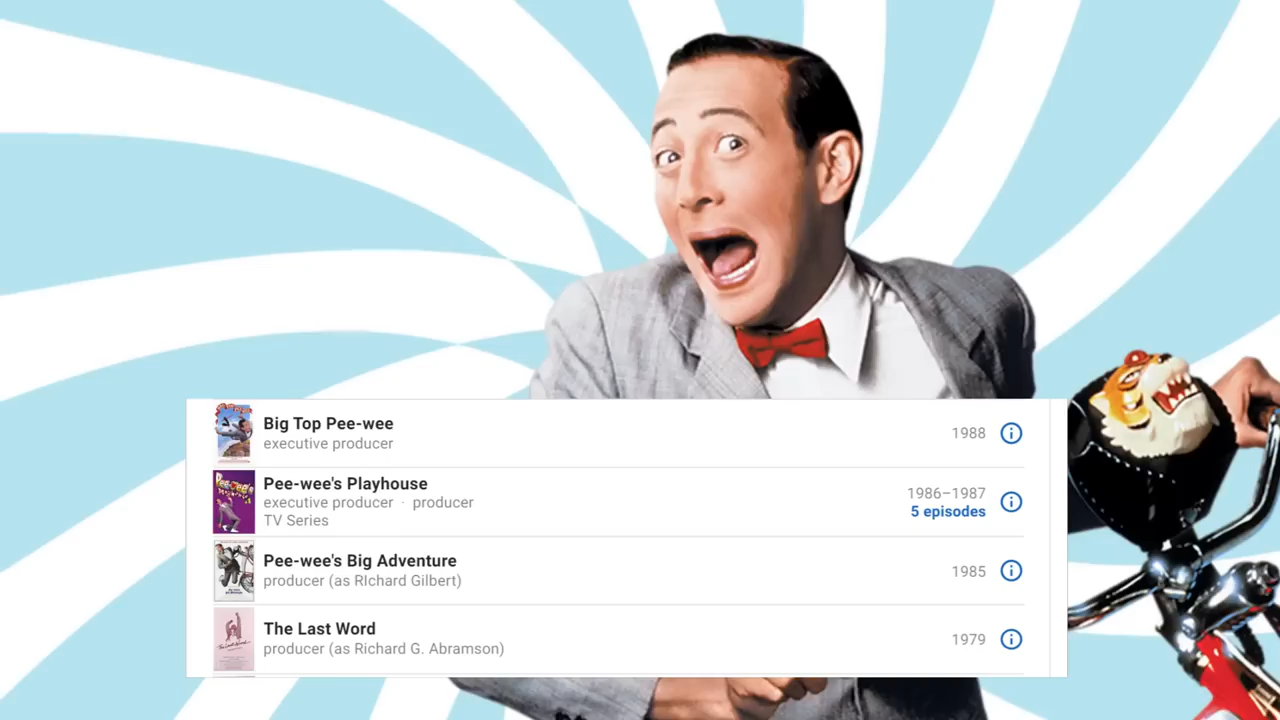 Big Top Pee-wee
executive producer
1988
Pee-wee's Playhouse
executive producer · producer
TV Series
1986–1987
5 episodes
Pee-wee's Big Adventure
producer (as RIchard Gilbert)
1985
The Last Word
producer (as Richard G. Abramson)
1979